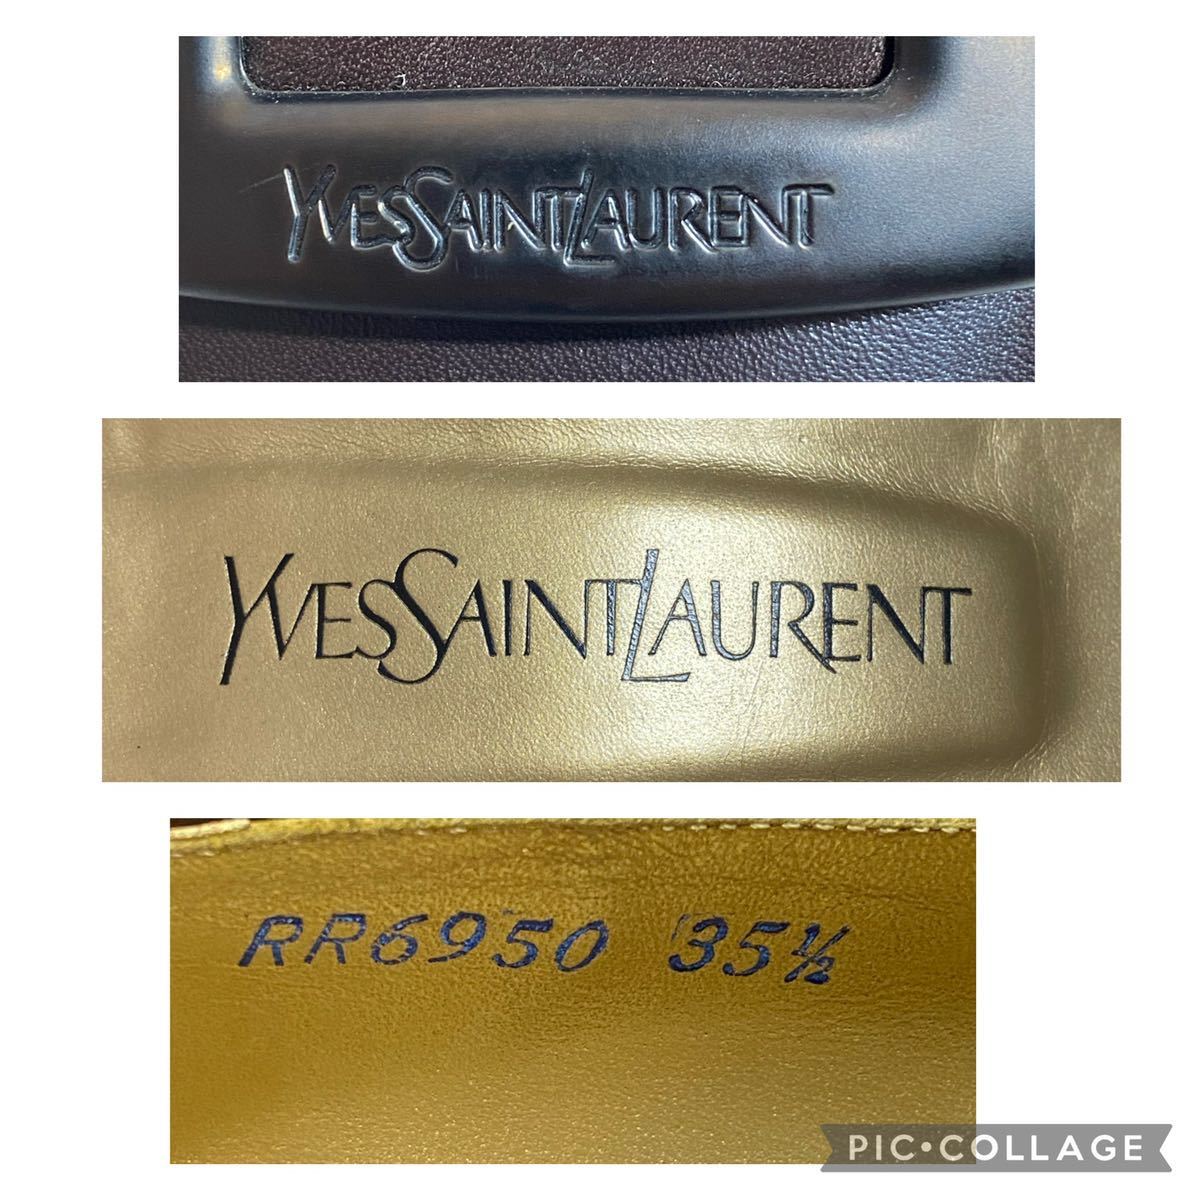 YVESSAINTLAURENT
YVESSAINTLAURENT
RR6950 35½
PIC•COLLAGE